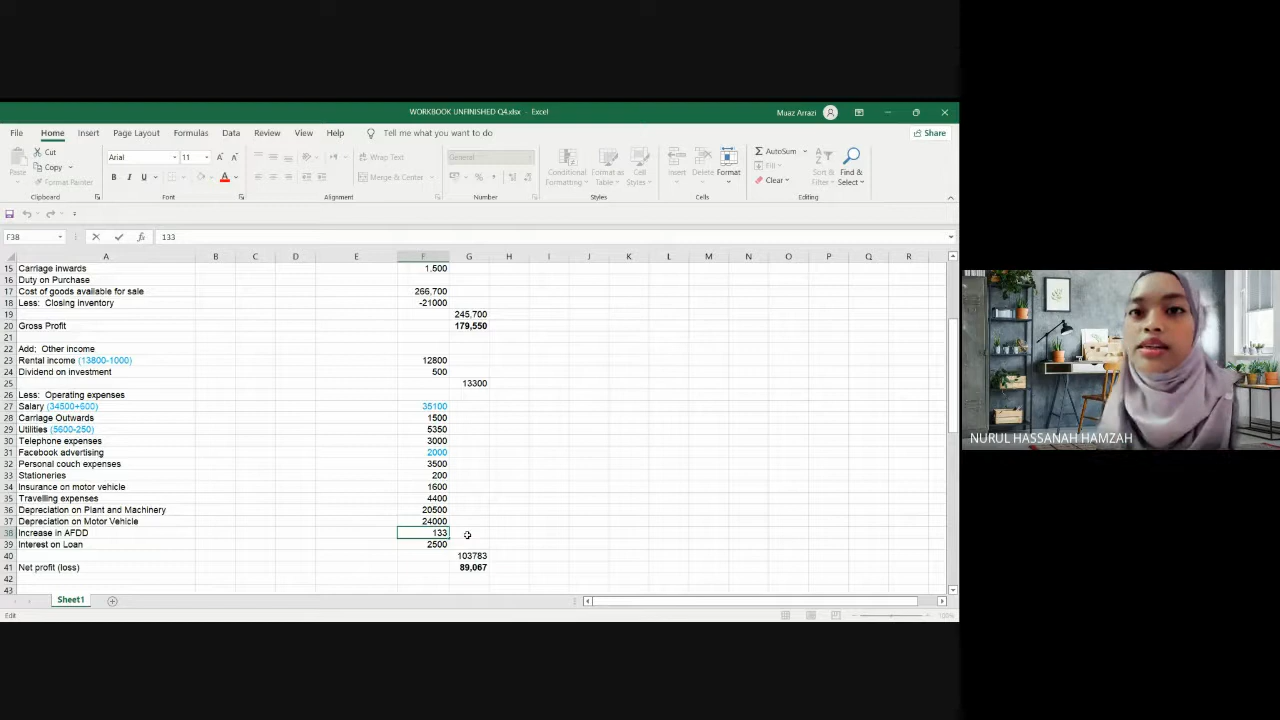 WORKBOOK UNFINISHED Q4.xlsx - Excel
Muaz Arrazi
File Home Insert Page Layout Formulas Data Review View Help Tell me what you want to do
Share
Paste
Cut
Copy
Format Painter
Clipboard
Arial 11
B I U
Font
Wrap Text
Merge & Center
Alignment
General
Number
Conditional Formatting
Format as Table
Cell Styles
Styles
Insert Delete Format
Cells
AutoSum
Fill
Clear
Sort & Filter
Find & Select
Editing
F38 133
A B C D E F G H I J K L M N O P Q R
15 Carriage inwards 1,500
16 Duty on Purchase
17 Cost of goods available for sale 266,700
18 Less: Closing inventory -21000
19 245,700
20 Gross Profit 179,550
21
22 Add; Other income
23 Rental income (13800-1000) 12800
24 Dividend on investment 500
25 13300
26 Less: Operating expenses
27 Salary (34500+600) 35100
28 Carriage Outwards 1500
29 Utilities (5600-250) 5350
30 Telephone expenses 3000
31 Facebook advertising 2000
32 Personal couch expenses 3500
33 Stationeries 200
34 Insurance on motor vehicle 1600
35 Travelling expenses 4400
36 Depreciation on Plant and Machinery 20500
37 Depreciation on Motor Vehicle 24000
38 Increase in AFDD 133
39 Interest on Loan 2500
40 103783
41 Net profit (loss) 89,067
42
43
Sheet1
Edit
100%
NURUL HASSANAH HAMZAH